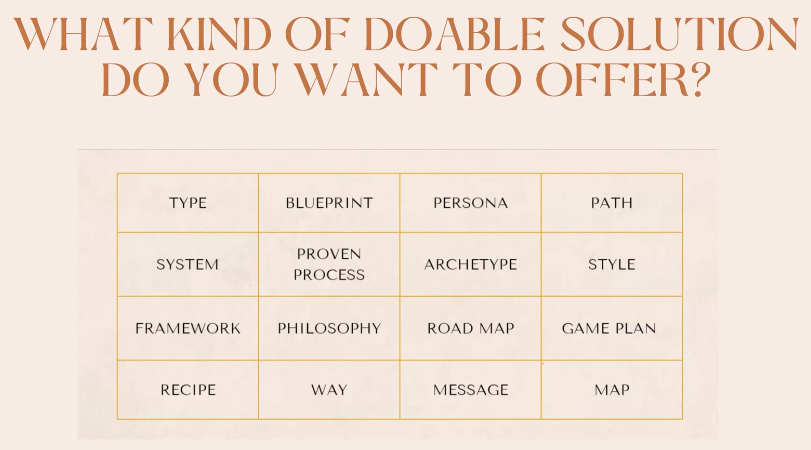 WHAT KIND OF DOABLE SOLUTION
DO YOU WANT TO OFFER?
TYPE BLUEPRINT PERSONA PATH
SYSTEM PROVEN PROCESS ARCHETYPE STYLE
FRAMEWORK PHILOSOPHY ROAD MAP GAME PLAN
RECIPE WAY MESSAGE MAP